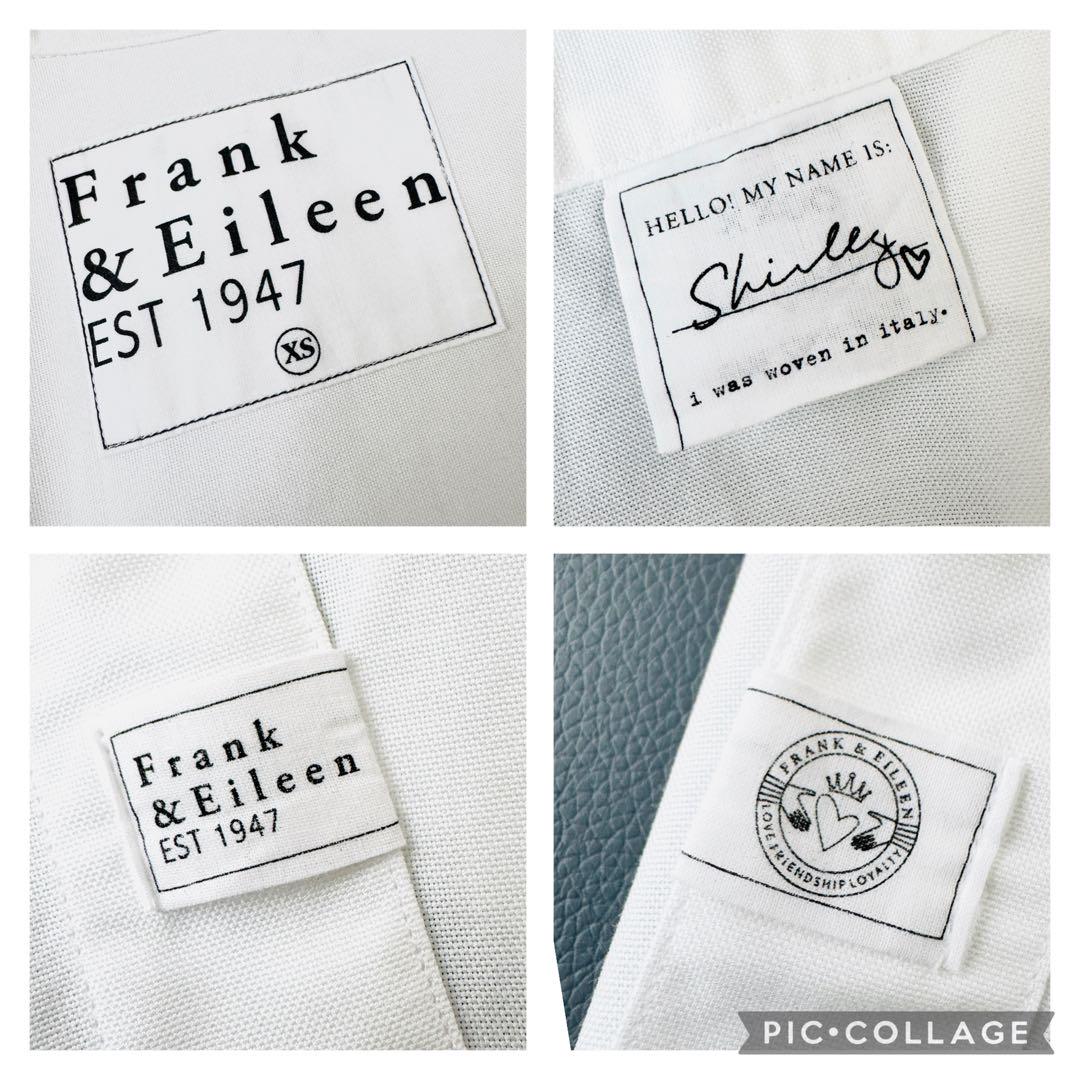 Frank
& Eileen
EST 1947
XS
HELLO! MY NAME IS:
Shirley
i was woven in italy.
Frank
& Eileen
EST 1947
FRANK & EILEEN
LOVE FRIENDSHIP LOYALTY
PIC•COLLAGE